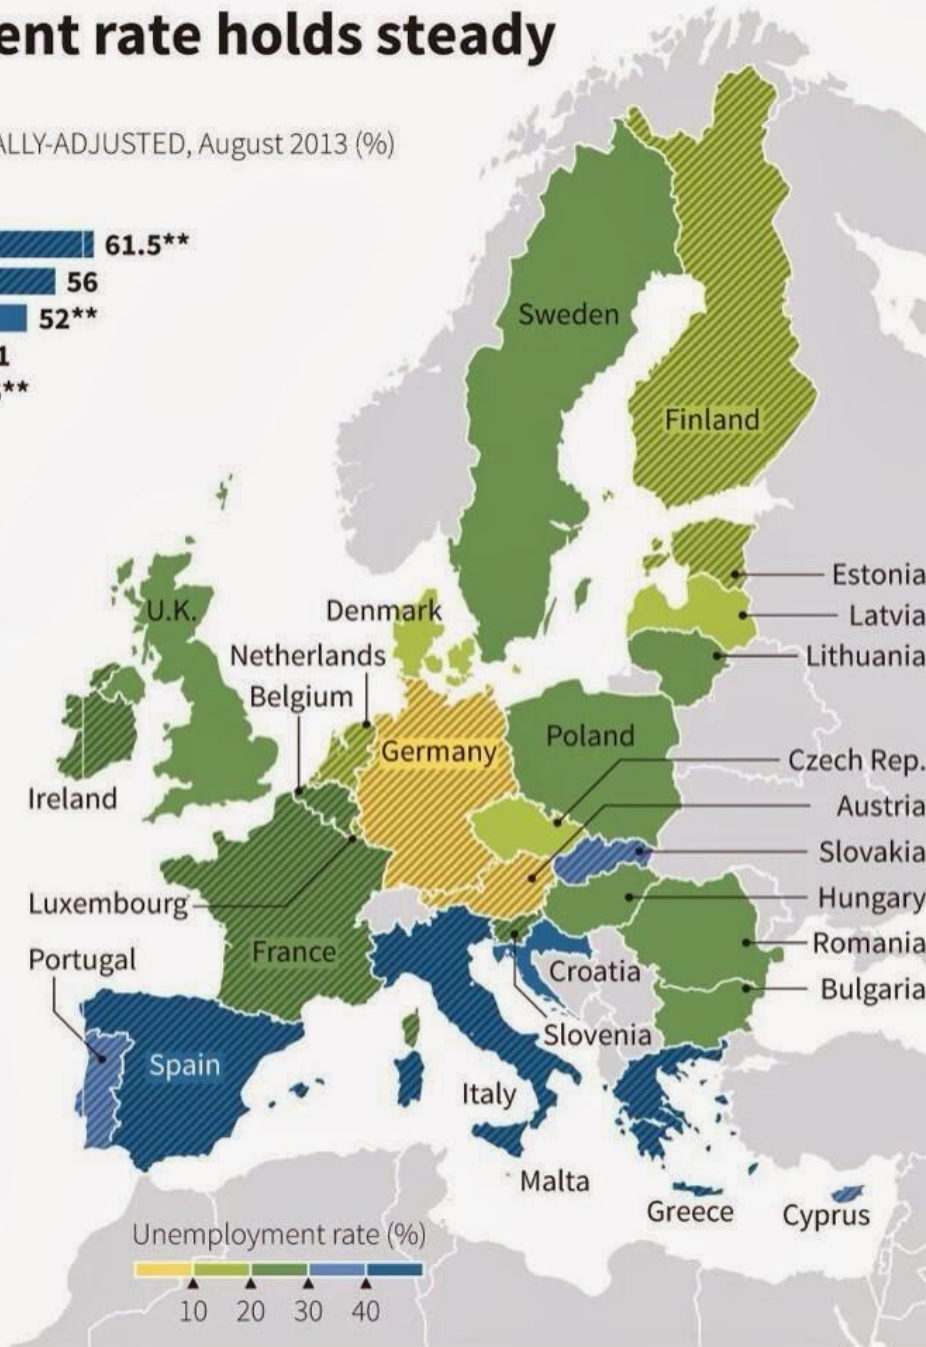 ent rate holds steady
ALLY-ADJUSTED, August 2013 (%)
61.5**
56
52**
1
**
Sweden
Finland
Estonia
U.K.
Denmark
Latvia
Netherlands
Lithuania
Belgium
Poland
Germany
Czech Rep.
Ireland
Austria
Slovakia
Luxembourg
Hungary
France
Romania
Portugal
Croatia
Bulgaria
Slovenia
Spain
Italy
Malta
Greece
Cyprus
Unemployment rate (%)
10 20 30 40